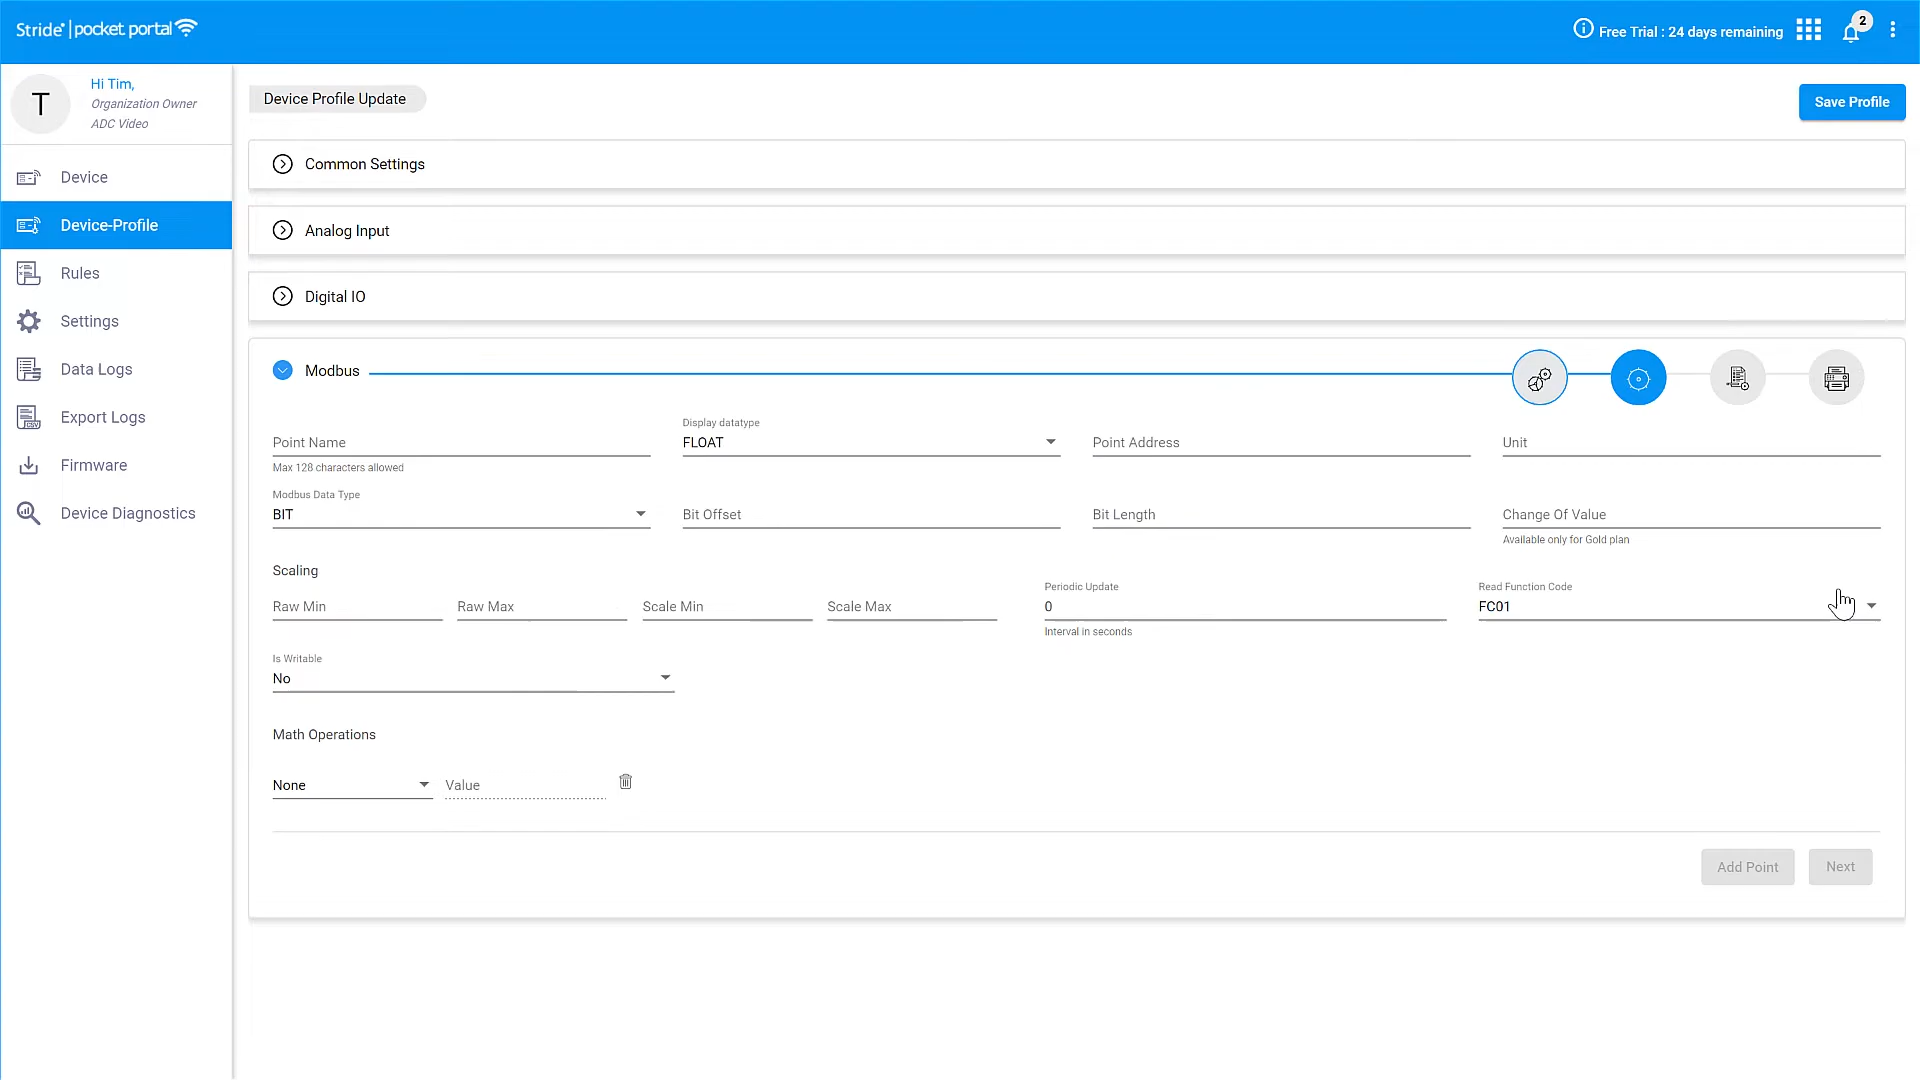 Stride | pocket portal
Free Trial : 24 days remaining
2
T
Hi Tim,
Organization Owner
ADC Video
Device
Device-Profile
Rules
Settings
Data Logs
Export Logs
Firmware
Device Diagnostics
Device Profile Update
Save Profile
Common Settings
Analog Input
Digital IO
Modbus
Point Name
Max 128 characters allowed
Display datatype
FLOAT
Point Address
Unit
Modbus Data Type
BIT
Bit Offset
Bit Length
Change Of Value
Available only for Gold plan
Scaling
Raw Min
Raw Max
Scale Min
Scale Max
Periodic Update
0
Interval in seconds
Read Function Code
FC01
Is Writable
No
Math Operations
None
Value
Add Point
Next